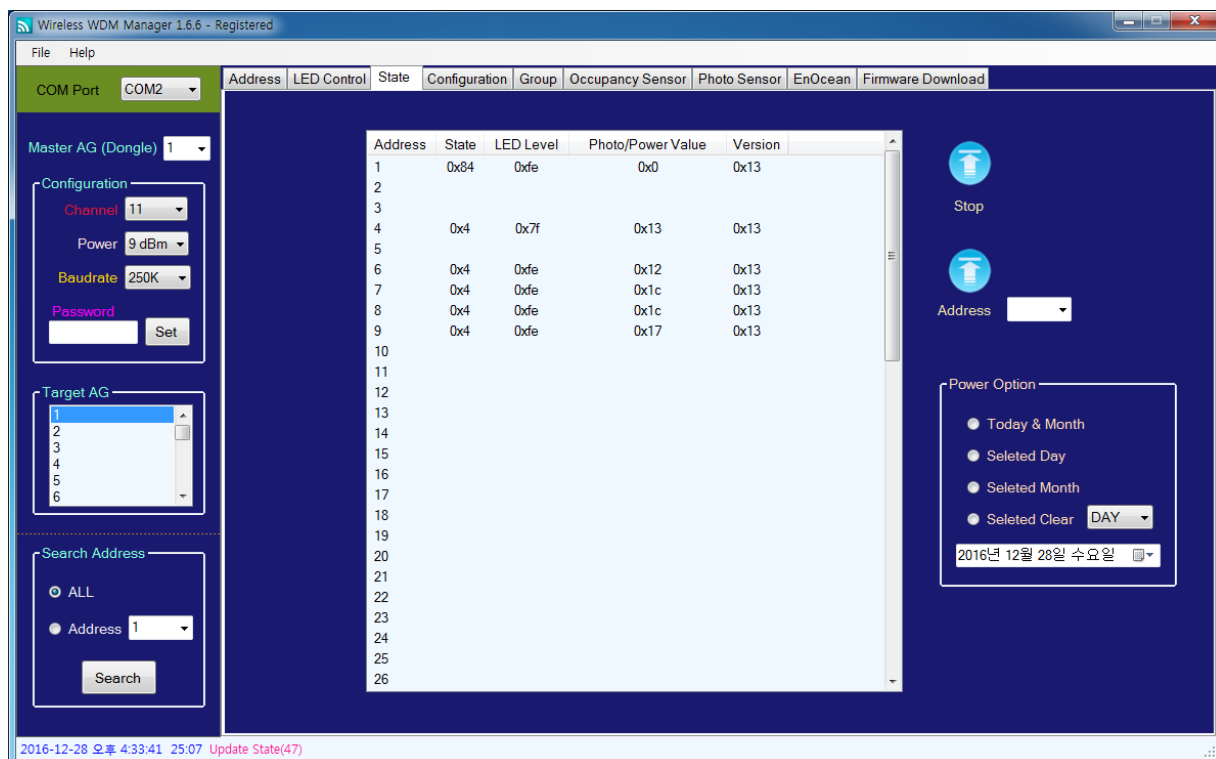 Wireless WDM Manager 1.6.6 - Registered
File Help
COM Port COM2
Address LED Control State Configuration Group Occupancy Sensor Photo Sensor EnOcean Firmware Download
Master AG (Dongle) 1
Configuration
Channel 11
Power 9 dBm
Baudrate 250K
Password
Set
Target AG
1
2
3
4
5
6
Search Address
ALL
Address 1
Search
Address State LED Level Photo/Power Value Version
1 0x84 0xfe 0x0 0x13
2
3
4 0x4 0x7f 0x13 0x13
5
6 0x4 0xfe 0x12 0x13
7 0x4 0xfe 0x1c 0x13
8 0x4 0xfe 0x1c 0x13
9 0x4 0xfe 0x17 0x13
10
11
12
13
14
15
16
17
18
19
20
21
22
23
24
25
26
Stop
Address
Power Option
Today & Month
Seleted Day
Seleted Month
Seleted Clear DAY
2016년 12월 28일 수요일
2016-12-28 오후 4:33:41 25:07 Update State(47)